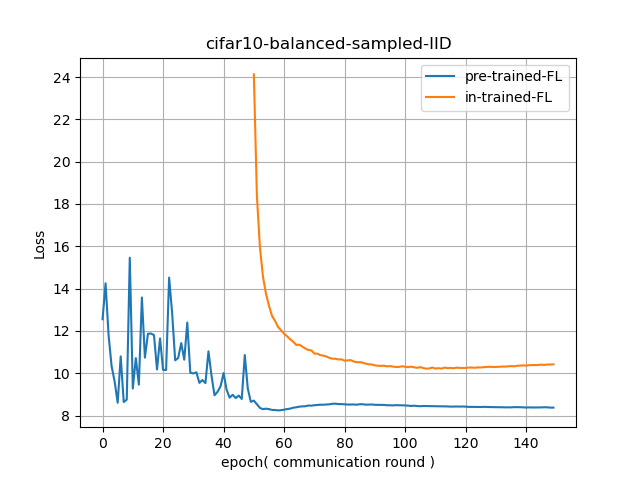 cifar10-balanced-sampled-IID
pre-trained-FL
in-trained-FL
Loss
24
22
20
18
16
14
12
10
8
0 20 40 60 80 100 120 140
epoch( communication round )